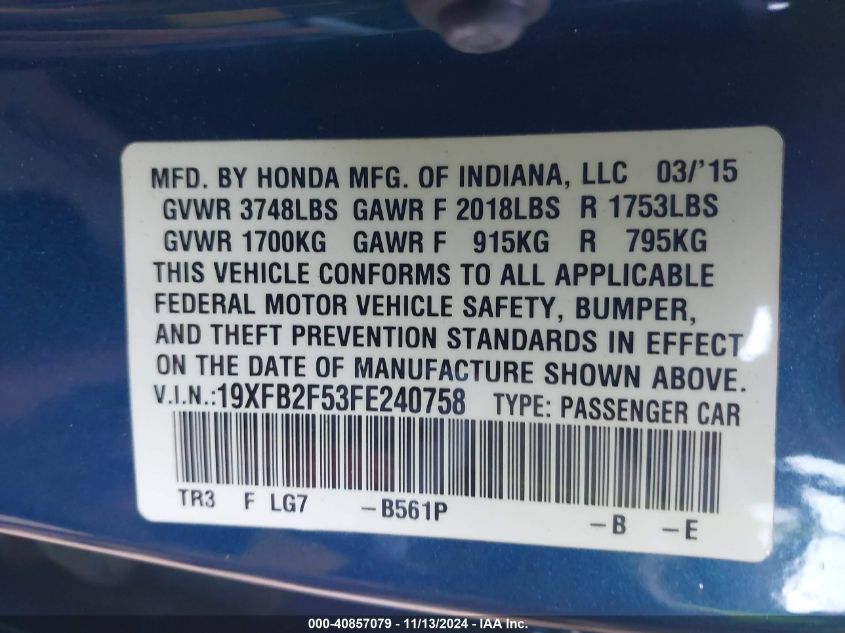 MFD. BY HONDA MFG. OF INDIANA, LLC 03/'15
GVWR 3748LBS GAWR F 2018LBS R 1753LBS
GVWR 1700KG GAWR F 915KG R 795KG
THIS VEHICLE CONFORMS TO ALL APPLICABLE
FEDERAL MOTOR VEHICLE SAFETY, BUMPER,
AND THEFT PREVENTION STANDARDS IN EFFECT
ON THE DATE OF MANUFACTURE SHOWN ABOVE.
V.I.N.:19XFB2F53FE240758 TYPE: PASSENGER CAR
TR3 F LG7 -B561P -B -E
000-40857079 - 11/13/2024 - IAA Inc.